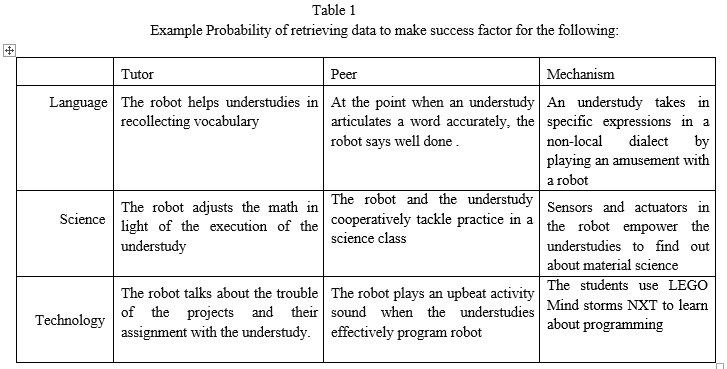 Table 1
Example Probability of retrieving data to make success factor for the following:
Tutor
Peer
Mechanism
Language
The robot helps understudies in
recollecting vocabulary
At the point when an understudy
articulates a word accurately, the
robot says well done .
An understudy takes in
specific expressions in a
non-local dialect by
playing an amusement with
a robot
Science
The robot adjusts the math in
light of the execution of the
understudy
The robot and the understudy
cooperatively tackle practice in a
science class
Sensors and actuators in
the robot empower the
understudies to find out
about material science
Technology
The robot talks about the trouble
of the projects and their
assignment with the understudy.
The robot plays an upbeat activity
sound when the understudies
effectively program robot
The students use LEGO
Mind storms NXT to learn
about programming